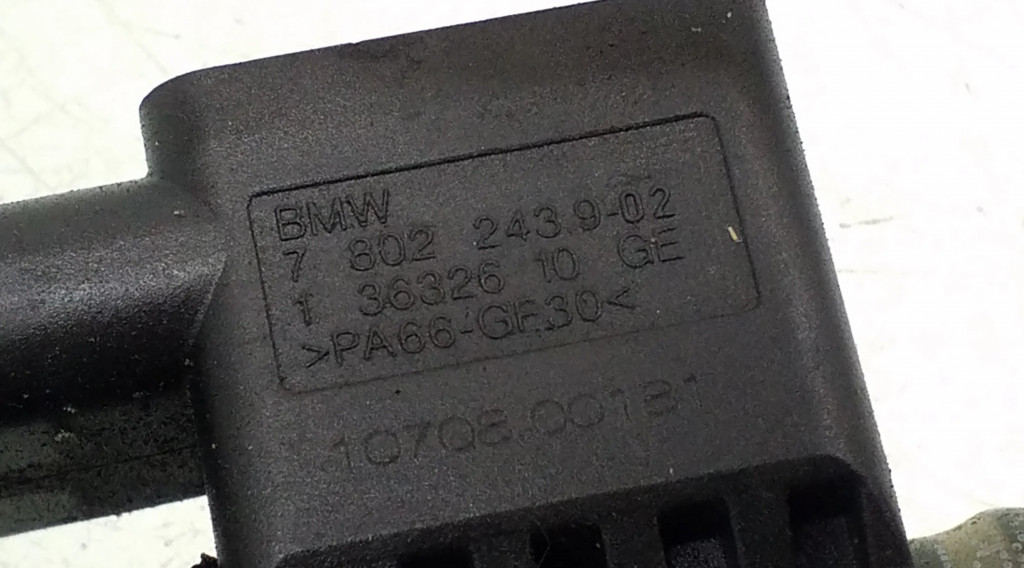 BMW
7 802 243.9-02
1 36326 10 GE
>PA66-GF30<
10708.00131